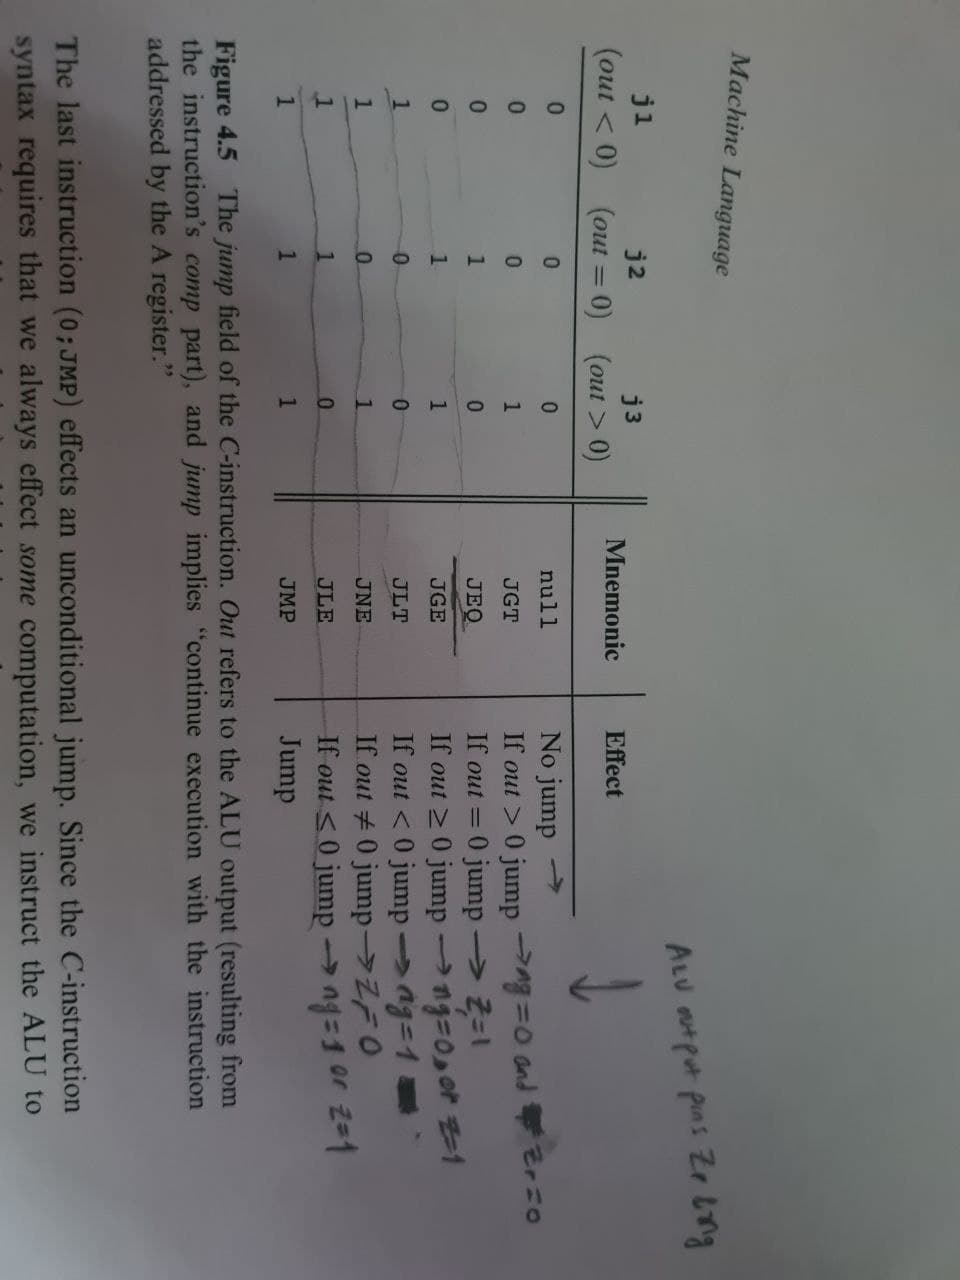 Machine Language
ALU output pins Zr & ng
j1 j2 j3 Mnemonic Effect
(out < 0) (out = 0) (out > 0)
0 0 0 null No jump →
0 0 1 JGT If out > 0 jump → ng=0 and zr=0
0 1 0 JEQ If out = 0 jump → Z=1
0 1 1 JGE If out ≥ 0 jump → ng=0, or z=1
1 0 0 JLT If out < 0 jump → ng=1
1 0 1 JNE If out ≠ 0 jump → Zr=0
1 1 0 JLE If out ≤ 0 jump → ng=1 or z=1
1 1 1 JMP Jump
Figure 4.5 The jump field of the C-instruction. Out refers to the ALU output (resulting from
the instruction's comp part), and jump implies “continue execution with the instruction
addressed by the A register.”
The last instruction (0;JMP) effects an unconditional jump. Since the C-instruction
syntax requires that we always effect some computation, we instruct the ALU to